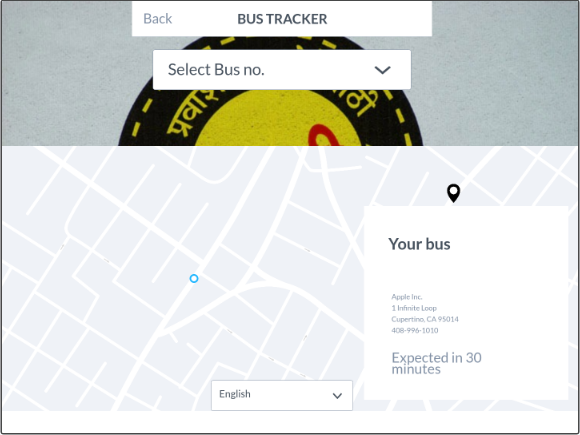 Back
BUS TRACKER
Select Bus no.
Your bus
Apple Inc.
1 Infinite Loop
Cupertino, CA 95014
408-996-1010
Expected in 30
minutes
English